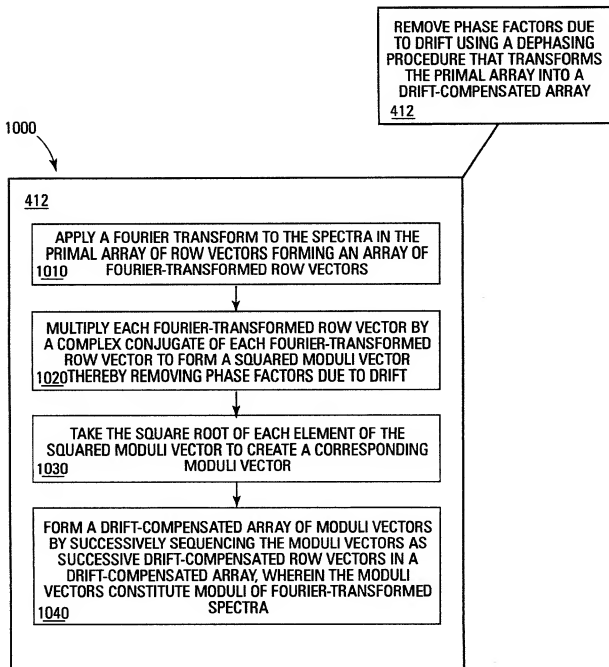 REMOVE PHASE FACTORS DUE
TO DRIFT USING A DEPHASING
PROCEDURE THAT TRANSFORMS
THE PRIMAL ARRAY INTO A
DRIFT-COMPENSATED ARRAY
412
1000
412
APPLY A FOURIER TRANSFORM TO THE SPECTRA IN THE
PRIMAL ARRAY OF ROW VECTORS FORMING AN ARRAY OF
1010 FOURIER-TRANSFORMED ROW VECTORS
MULTIPLY EACH FOURIER-TRANSFORMED ROW VECTOR BY
A COMPLEX CONJUGATE OF EACH FOURIER-TRANSFORMED
ROW VECTOR TO FORM A SQUARED MODULI VECTOR
1020 THEREBY REMOVING PHASE FACTORS DUE TO DRIFT
TAKE THE SQUARE ROOT OF EACH ELEMENT OF THE
SQUARED MODULI VECTOR TO CREATE A CORRESPONDING
1030 MODULI VECTOR
FORM A DRIFT-COMPENSATED ARRAY OF MODULI VECTORS
BY SUCCESSIVELY SEQUENCING THE MODULI VECTORS AS
SUCCESSIVE DRIFT-COMPENSATED ROW VECTORS IN A
DRIFT-COMPENSATED ARRAY, WHEREIN THE MODULI
VECTORS CONSTITUTE MODULI OF FOURIER-TRANSFORMED
1040 SPECTRA